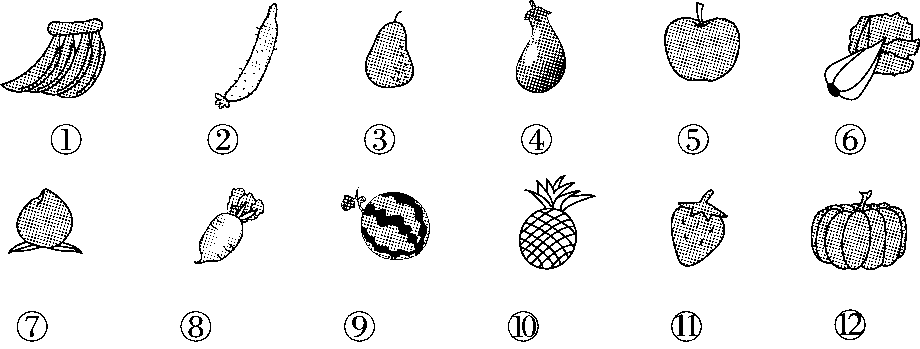 ① ② ③ ④ ⑤ ⑥
⑦ ⑧ ⑨ ⑩ ⑪ ⑫